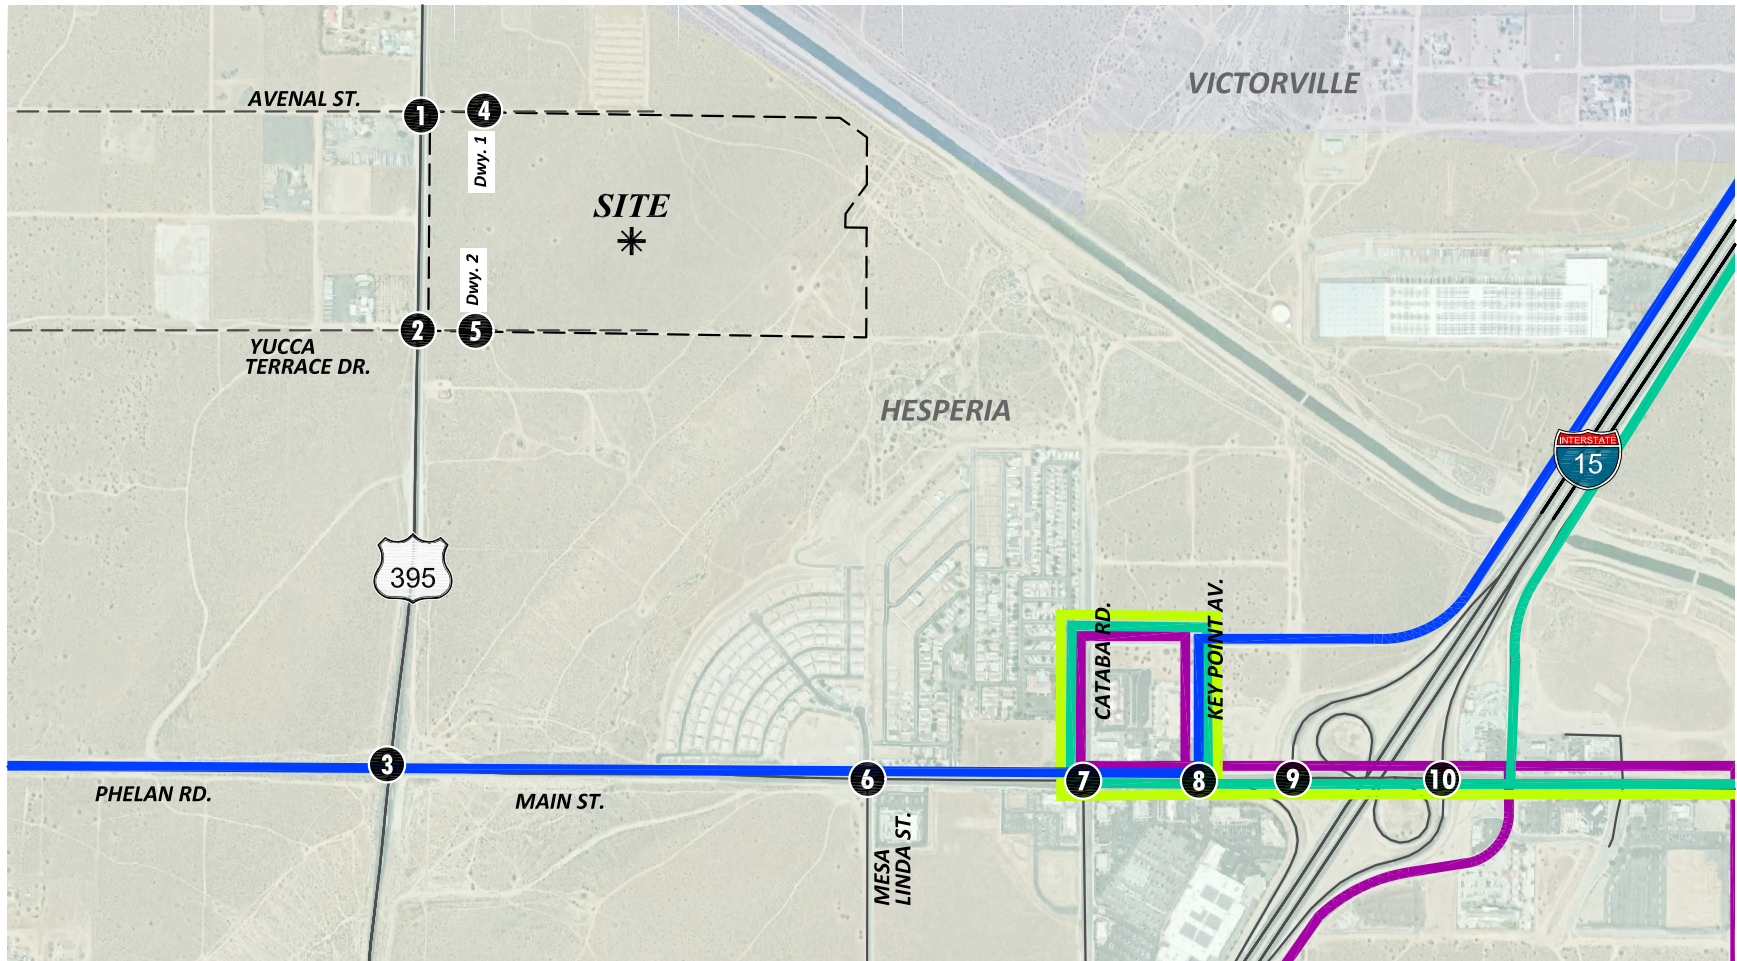 VICTORVILLE
AVENAL ST.
1
4
Dwy. 1
SITE
Dwy. 2
2
5
YUCCA
TERRACE DR.
HESPERIA
INTERSTATE
15
395
CATABA RD.
KEY POINT AV.
3
6
7
8
9
10
PHELAN RD.
MAIN ST.
MESA
LINDA ST.